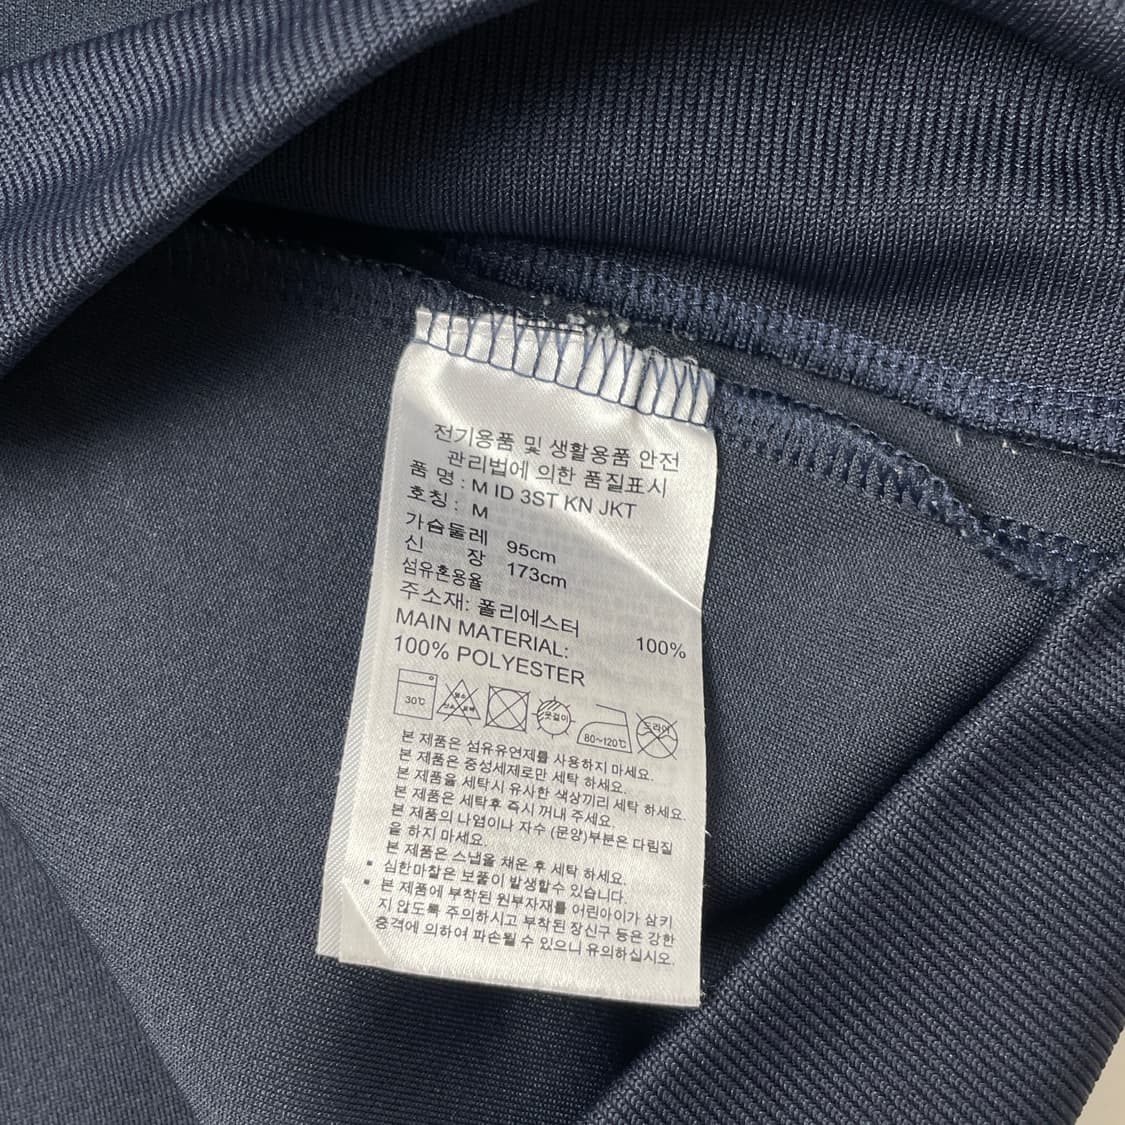 전기용품 및 생활용품 안전
관리법에 의한 품질표시
품 명 : M ID 3ST KN JKT
호칭 : M
가슴둘레 95cm
신 장 173cm
섬유혼용율
주소재: 폴리에스터 100%
MAIN MATERIAL:
100% POLYESTER
30℃ 옷걸이 80~120℃ 드라이
본 제품은 섬유유연제를 사용하지 마세요.
본 제품은 중성세제로만 세탁 하세요.
본 제품을 세탁시 유사한 색상끼리 세탁 하세요.
본 제품은 세탁후 즉시 꺼내 주세요.
본 제품의 나염이나 자수 (문양)부분은 다림질
을 하지 마세요.
본 제품은 스냅을 채운 후 세탁 하세요.
▪ 심한마찰은 보풀이 발생할수 있습니다.
▪ 본 제품에 부착된 원부자재를 어린아이가 삼키
지 않도록 주의하시고 부착된 장신구 등은 강한
충격에 의하여 파손될 수 있으니 유의하십시오.